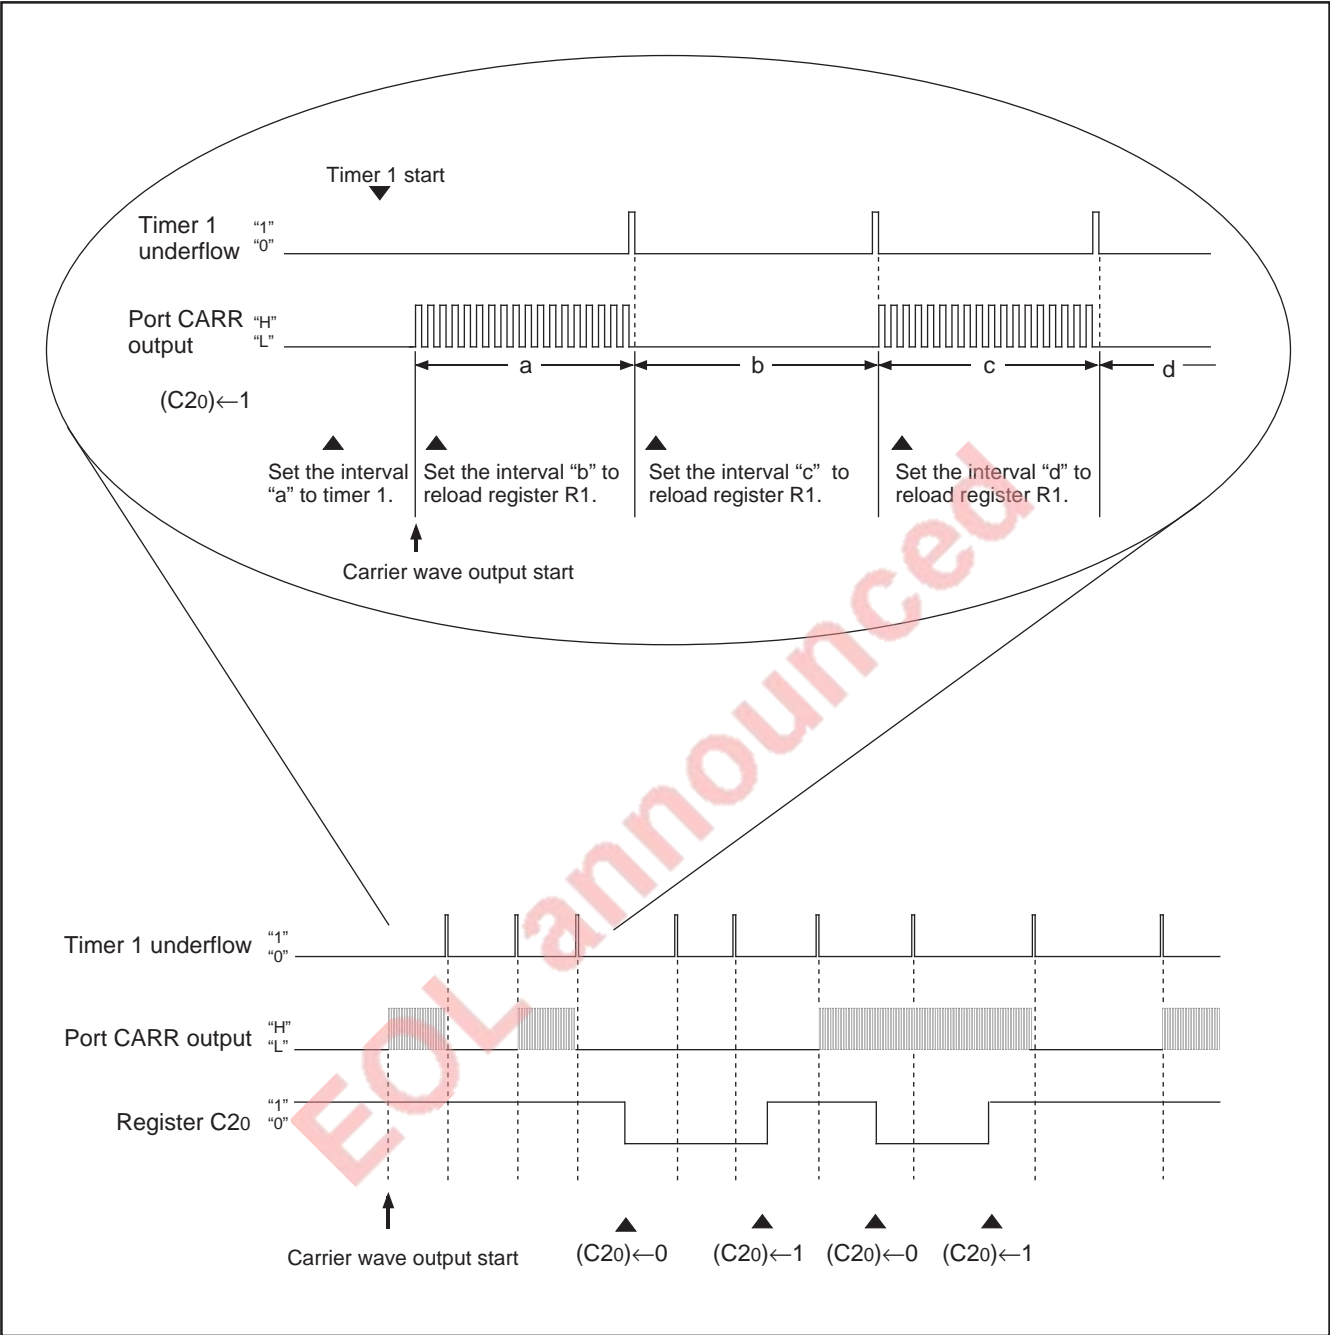 Timer 1 start
Timer 1
underflow
“1”
“0”
Port CARR
output
“H”
“L”
a
b
c
d
(C20)←1
Set the interval
“a” to timer 1.
Set the interval “b” to
reload register R1.
Set the interval “c” to
reload register R1.
Set the interval “d” to
reload register R1.
Carrier wave output start
EOL announced
Timer 1 underflow
“1”
“0”
Port CARR output
“H”
“L”
Register C20
“1”
“0”
Carrier wave output start
(C20)←0
(C20)←1
(C20)←0
(C20)←1